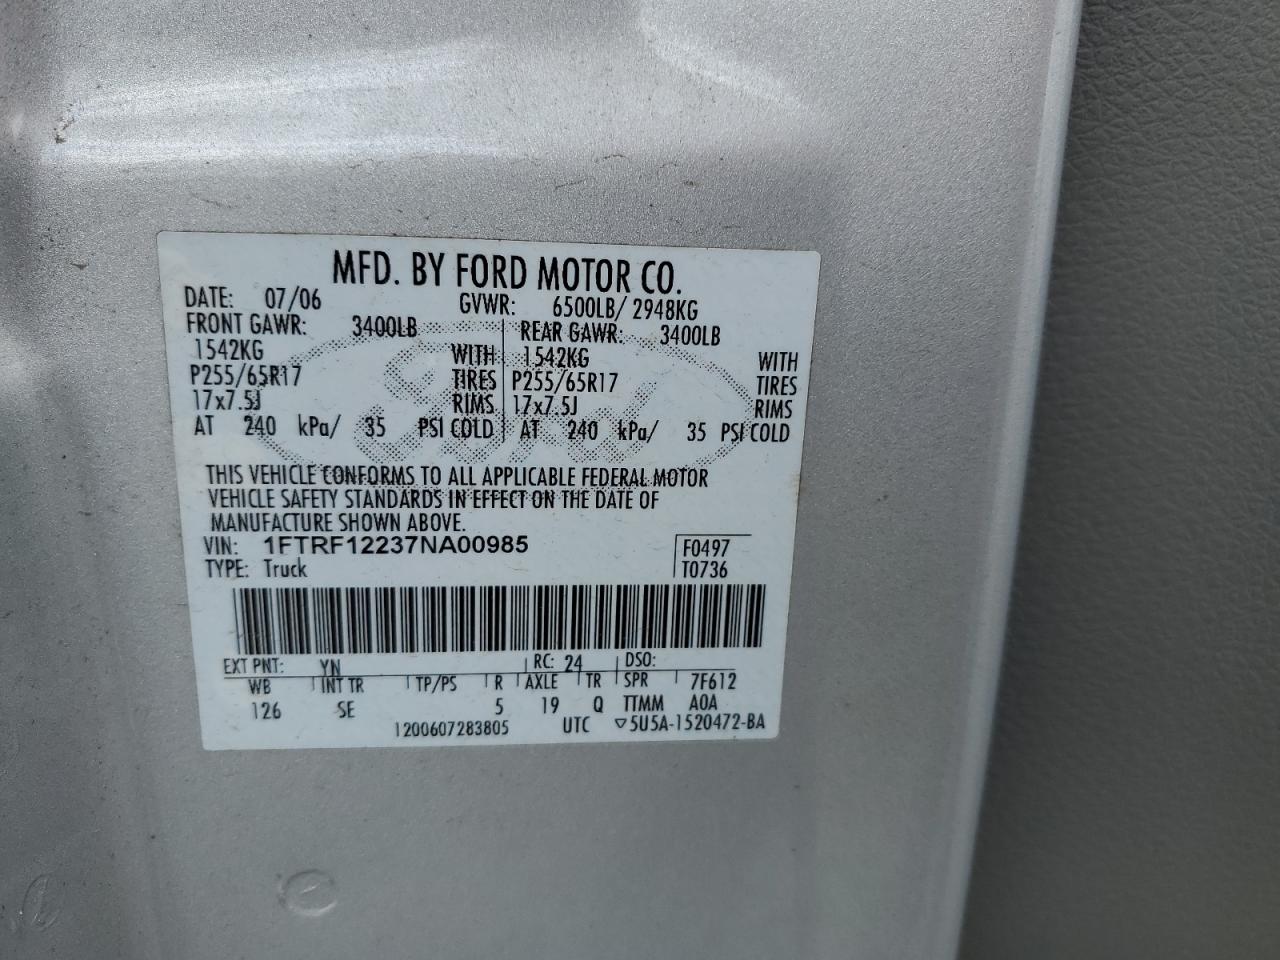 MFD. BY FORD MOTOR CO.
DATE: 07/06 GVWR: 6500LB/ 2948KG
FRONT GAWR: 3400LB REAR GAWR: 3400LB
1542KG WITH 1542KG WITH
P255/65R17 TIRES P255/65R17 TIRES
17x7.5J RIMS 17x7.5J RIMS
AT 240 kPa/ 35 PSI COLD AT 240 kPa/ 35 PSI COLD
Ford
THIS VEHICLE CONFORMS TO ALL APPLICABLE FEDERAL MOTOR
VEHICLE SAFETY STANDARDS IN EFFECT ON THE DATE OF
MANUFACTURE SHOWN ABOVE.
VIN: 1FTRF12237NA00985 F0497
TYPE: Truck T0736
EXT PNT: YN RC: 24 DSO:
WB INT TR TP/PS R AXLE TR SPR 7F612
126 SE 5 19 Q TTMM A0A
1200607283805 UTC ▽5U5A-1520472-BA